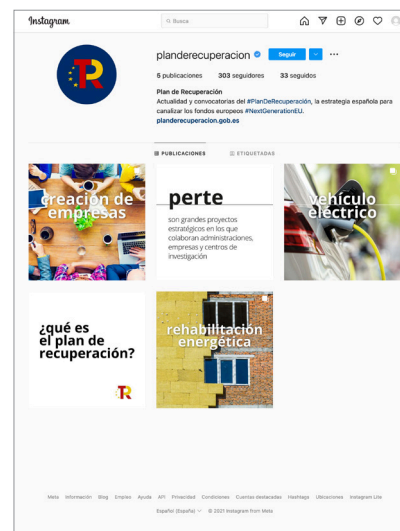 Instagram
Busca
planderecuperacion
Seguir
5 publicaciones 303 seguidores 33 seguidos
Plan de Recuperación
Actualidad y convocatorias del #PlanDeRecuperación, la estrategia española para
canalizar los fondos europeos #NextGenerationEU.
planderecuperacion.gob.es
PUBLICACIONES ETIQUETADAS
creación de
empresas
perte
son grandes proyectos
estratégicos en los que
colaboran administraciones,
empresas y centros de
investigación
vehículo
eléctrico
¿qué es
el plan de
recuperación?
TR
rehabilitación
energética
Meta Información Blog Empleo Ayuda API Privacidad Condiciones Cuentas destacadas Hashtags Ubicaciones Instagram Lite
Español (España) © 2021 Instagram from Meta